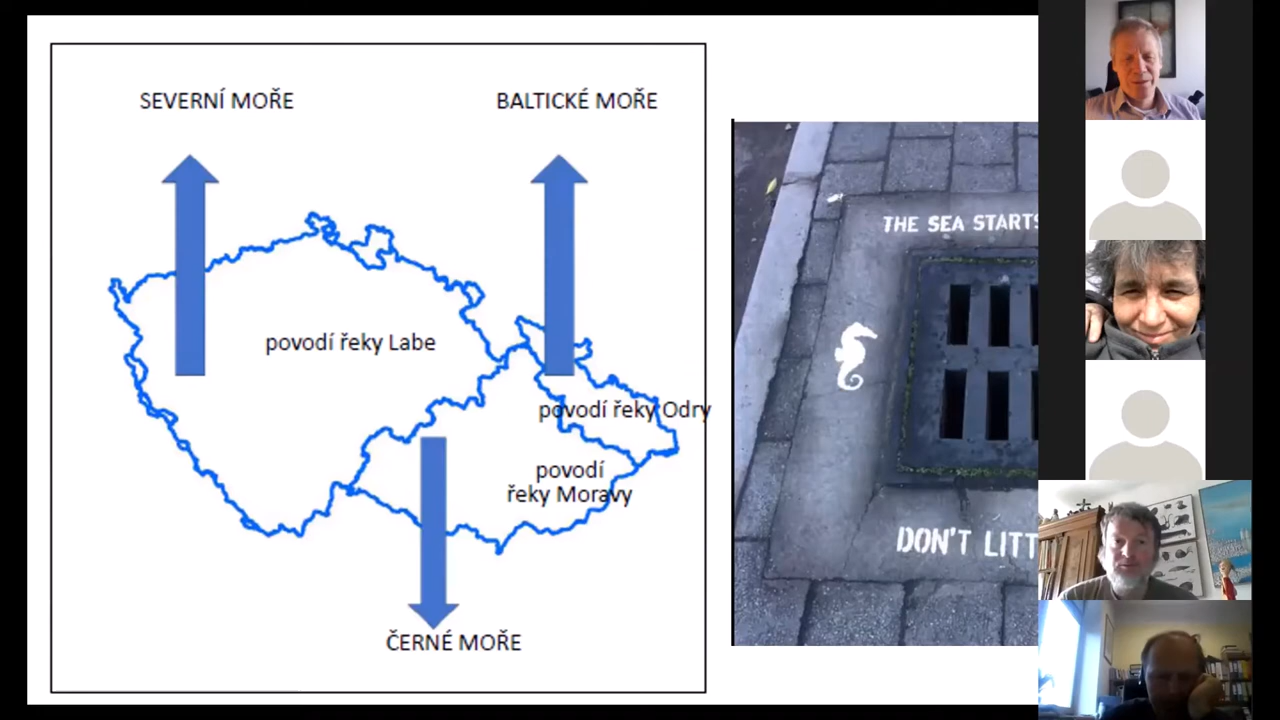 SEVERNÍ MOŘE
BALTICKÉ MOŘE
povodí řeky Labe
povodí řeky Odry
povodí
řeky Moravy
ČERNÉ MOŘE
THE SEA STARTS
DON'T LITT